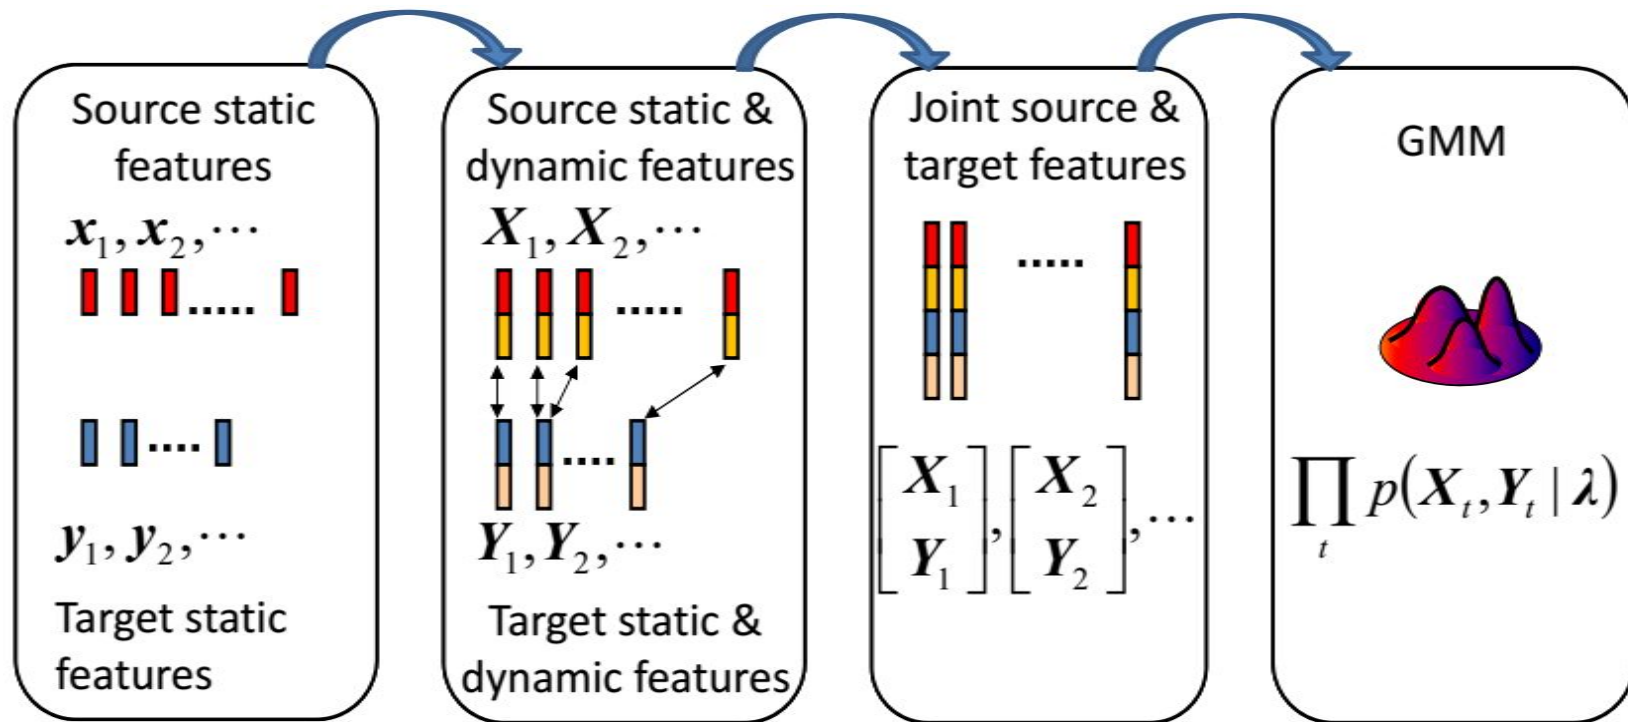 Source static
features
x₁, x₂, ⋯
.....
....
y₁, y₂, ⋯
Target static
features
Source static &
dynamic features
X₁, X₂, ⋯
.....
....
Y₁, Y₂, ⋯
Target static &
dynamic features
Joint source &
target features
.....
[X₁ Y₁], [X₂ Y₂], ⋯
GMM
∏ₜ p(Xₜ, Yₜ | λ)